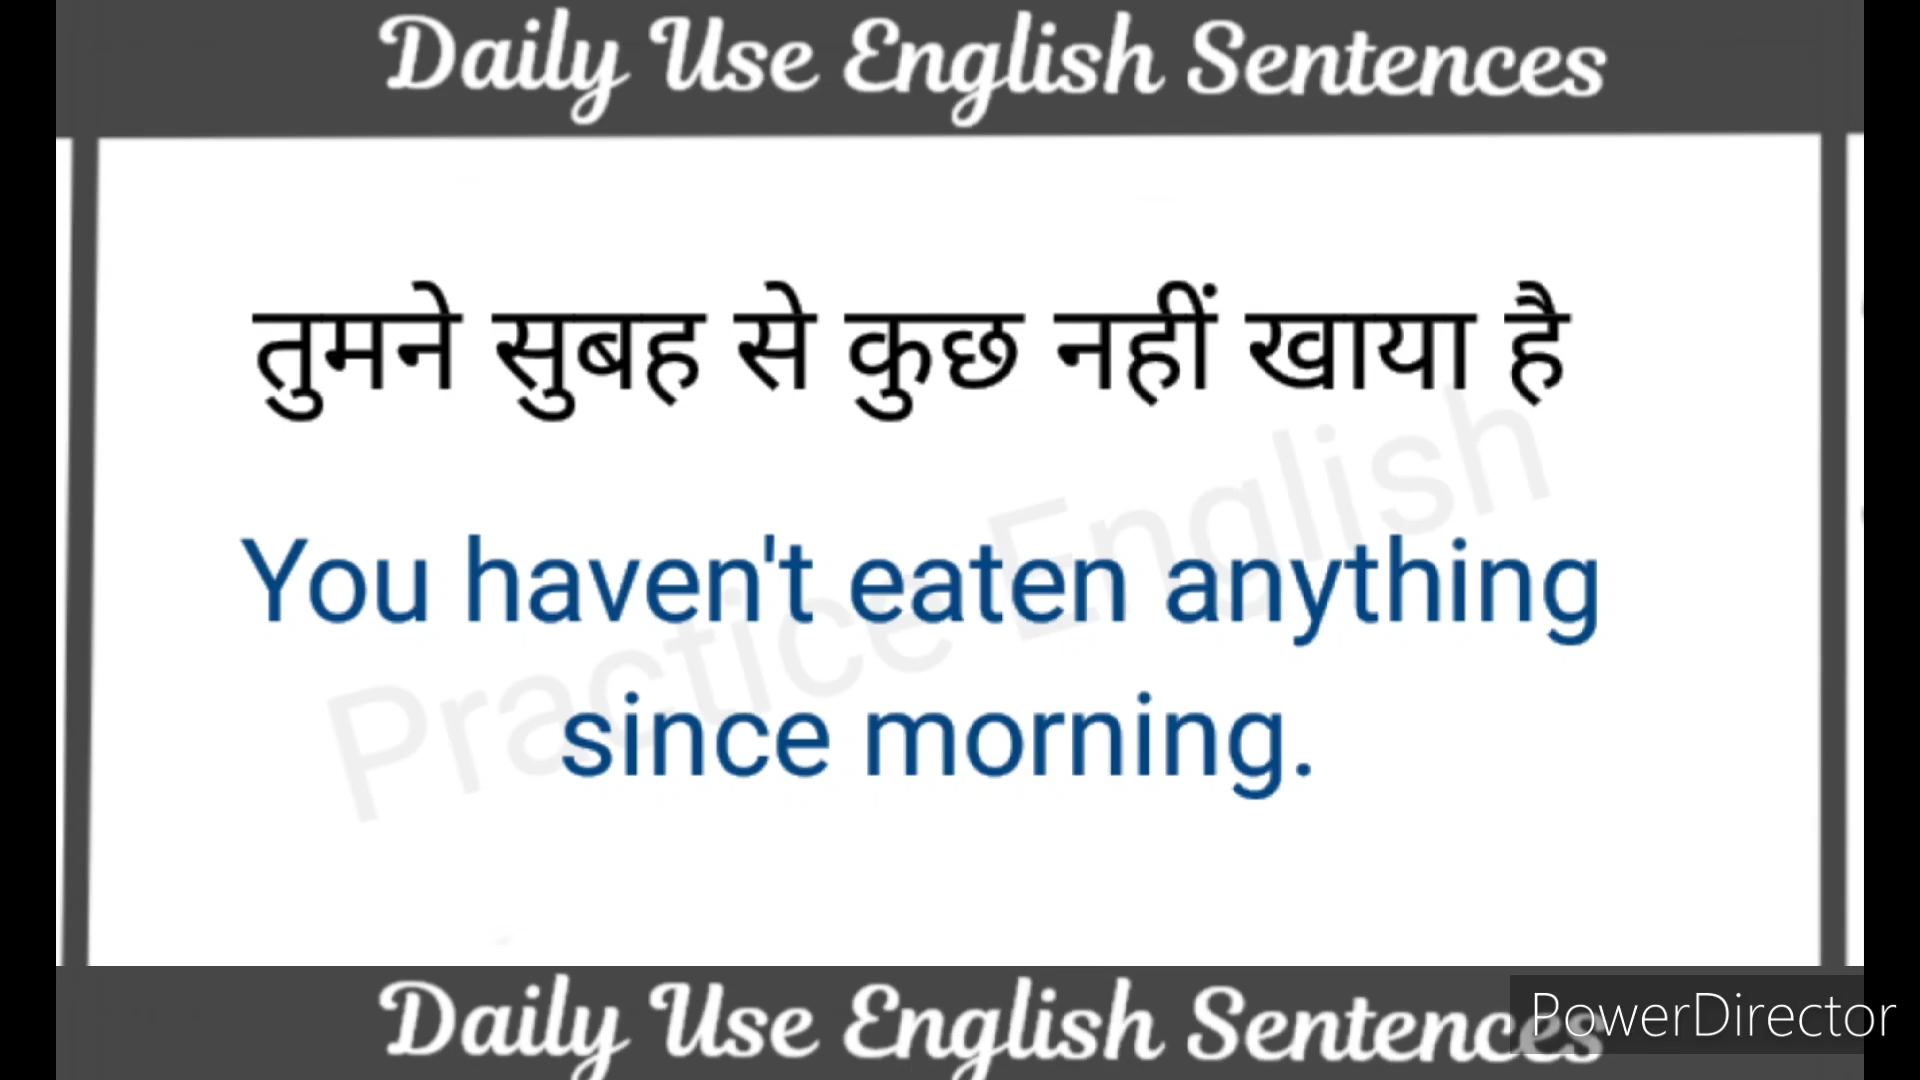 Daily Use English Sentences
तुमने सुबह से कुछ नहीं खाया है
You haven't eaten anything
since morning.
Practice English
Daily Use English Sentences
PowerDirector